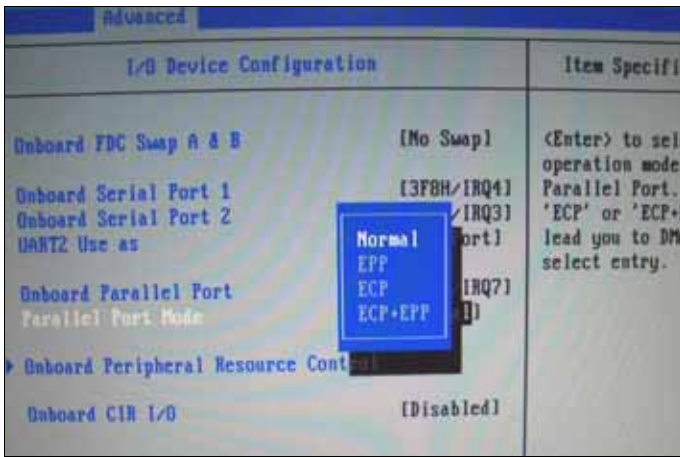 Advanced
I/O Device Configuration
Item Specifi
Onboard FDC Swap A & B [No Swap]
Onboard Serial Port 1 [3F8H/IRQ4]
Onboard Serial Port 2 /IRQ3]
UART2 Use as ort]
Onboard Parallel Port IRQ7]
Parallel Port Mode l]
Normal
EPP
ECP
ECP+EPP
Onboard Peripheral Resource Cont
Onboard CIR I/O [Disabled]
<Enter> to sel
operation mode
Parallel Port.
'ECP' or 'ECP+
lead you to DM
select entry.